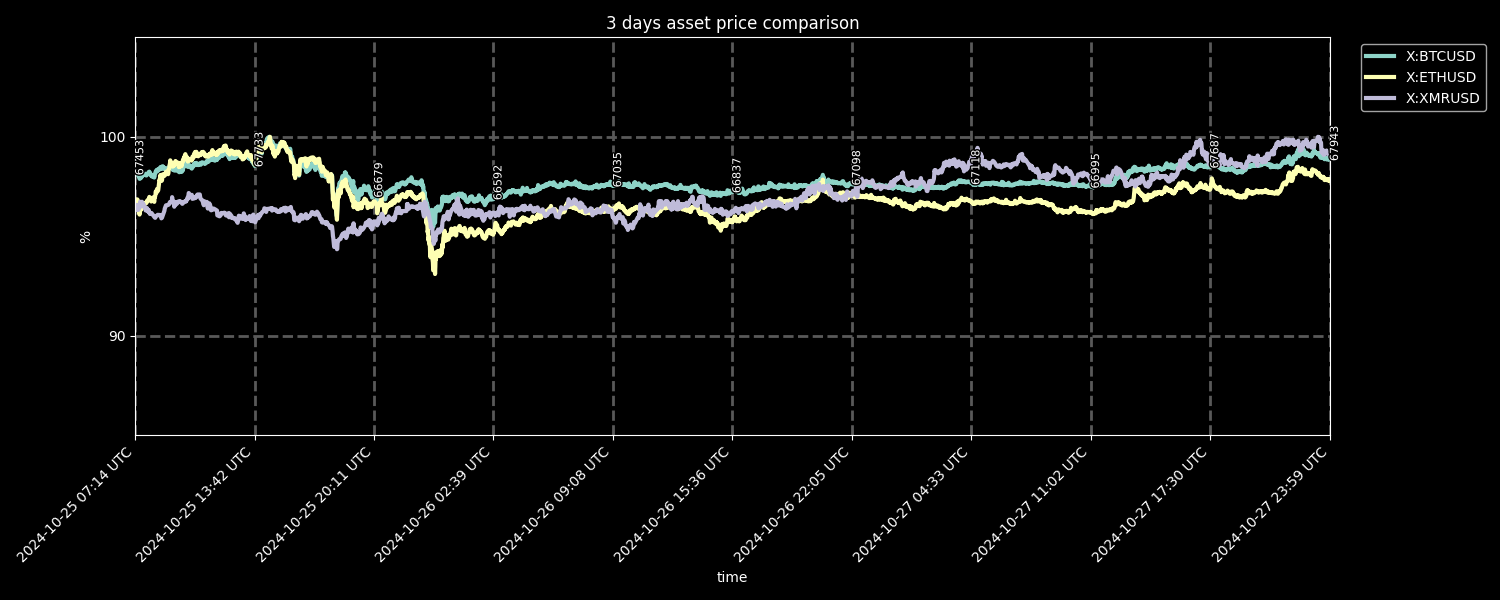 3 days asset price comparison
X:BTCUSD
X:ETHUSD
X:XMRUSD
100
90
%
67453
67733
66679
66592
67035
66837
67098
67118
66995
67687
67943
2024-10-25 07:14 UTC
2024-10-25 13:42 UTC
2024-10-25 20:11 UTC
2024-10-26 02:39 UTC
2024-10-26 09:08 UTC
2024-10-26 15:36 UTC
2024-10-26 22:05 UTC
2024-10-27 04:33 UTC
2024-10-27 11:02 UTC
2024-10-27 17:30 UTC
2024-10-27 23:59 UTC
time